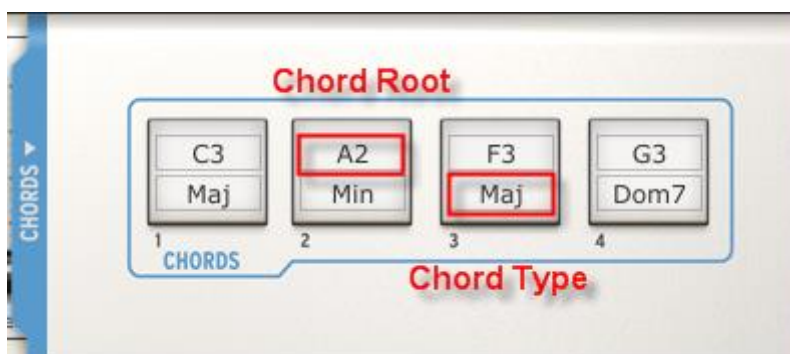 Chord Root
CHORDS ▼
C3 A2 F3 G3
Maj Min Maj Dom7
1 2 3 4
CHORDS
Chord Type